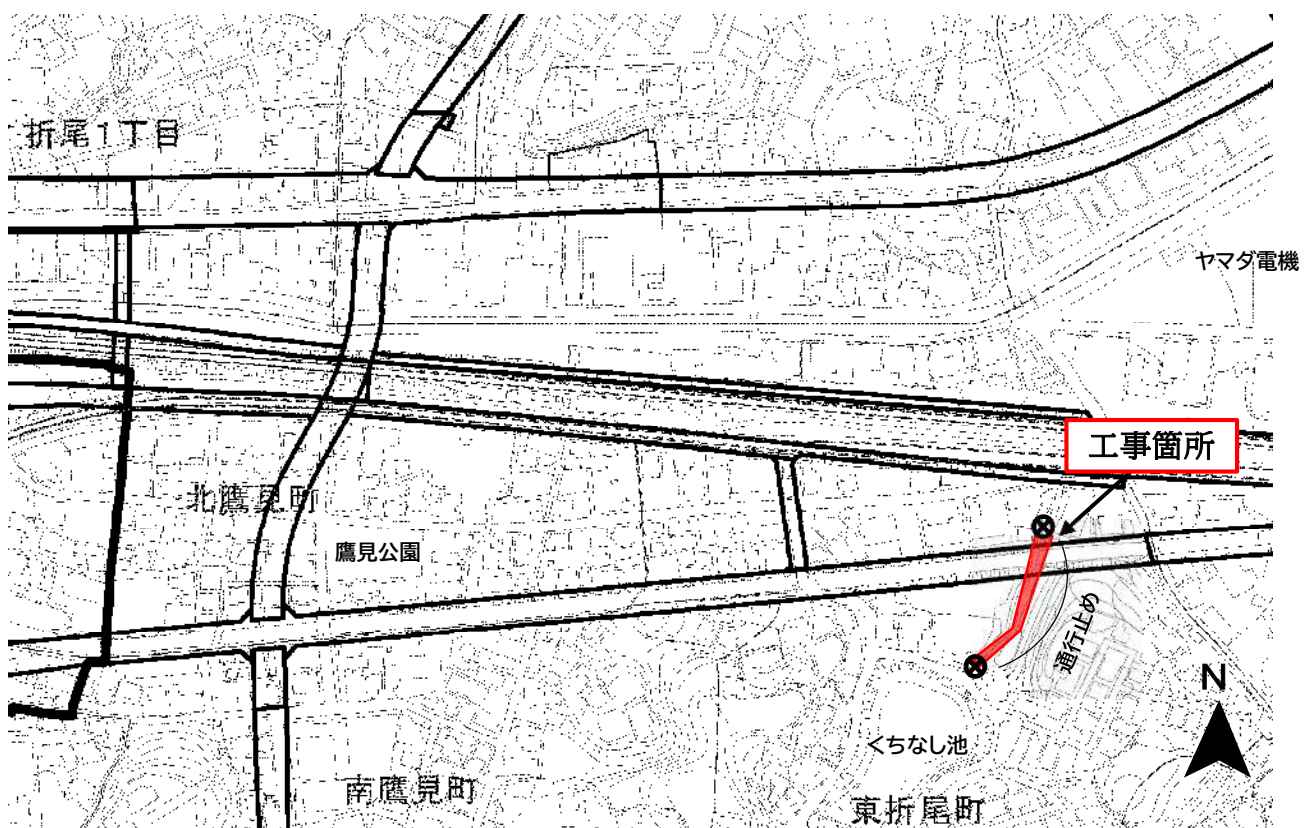 折尾1丁目
ヤマダ電機
工事箇所
北鷹見町
鷹見公園
通行止め
N
くちなし池
南鷹見町
東折尾町